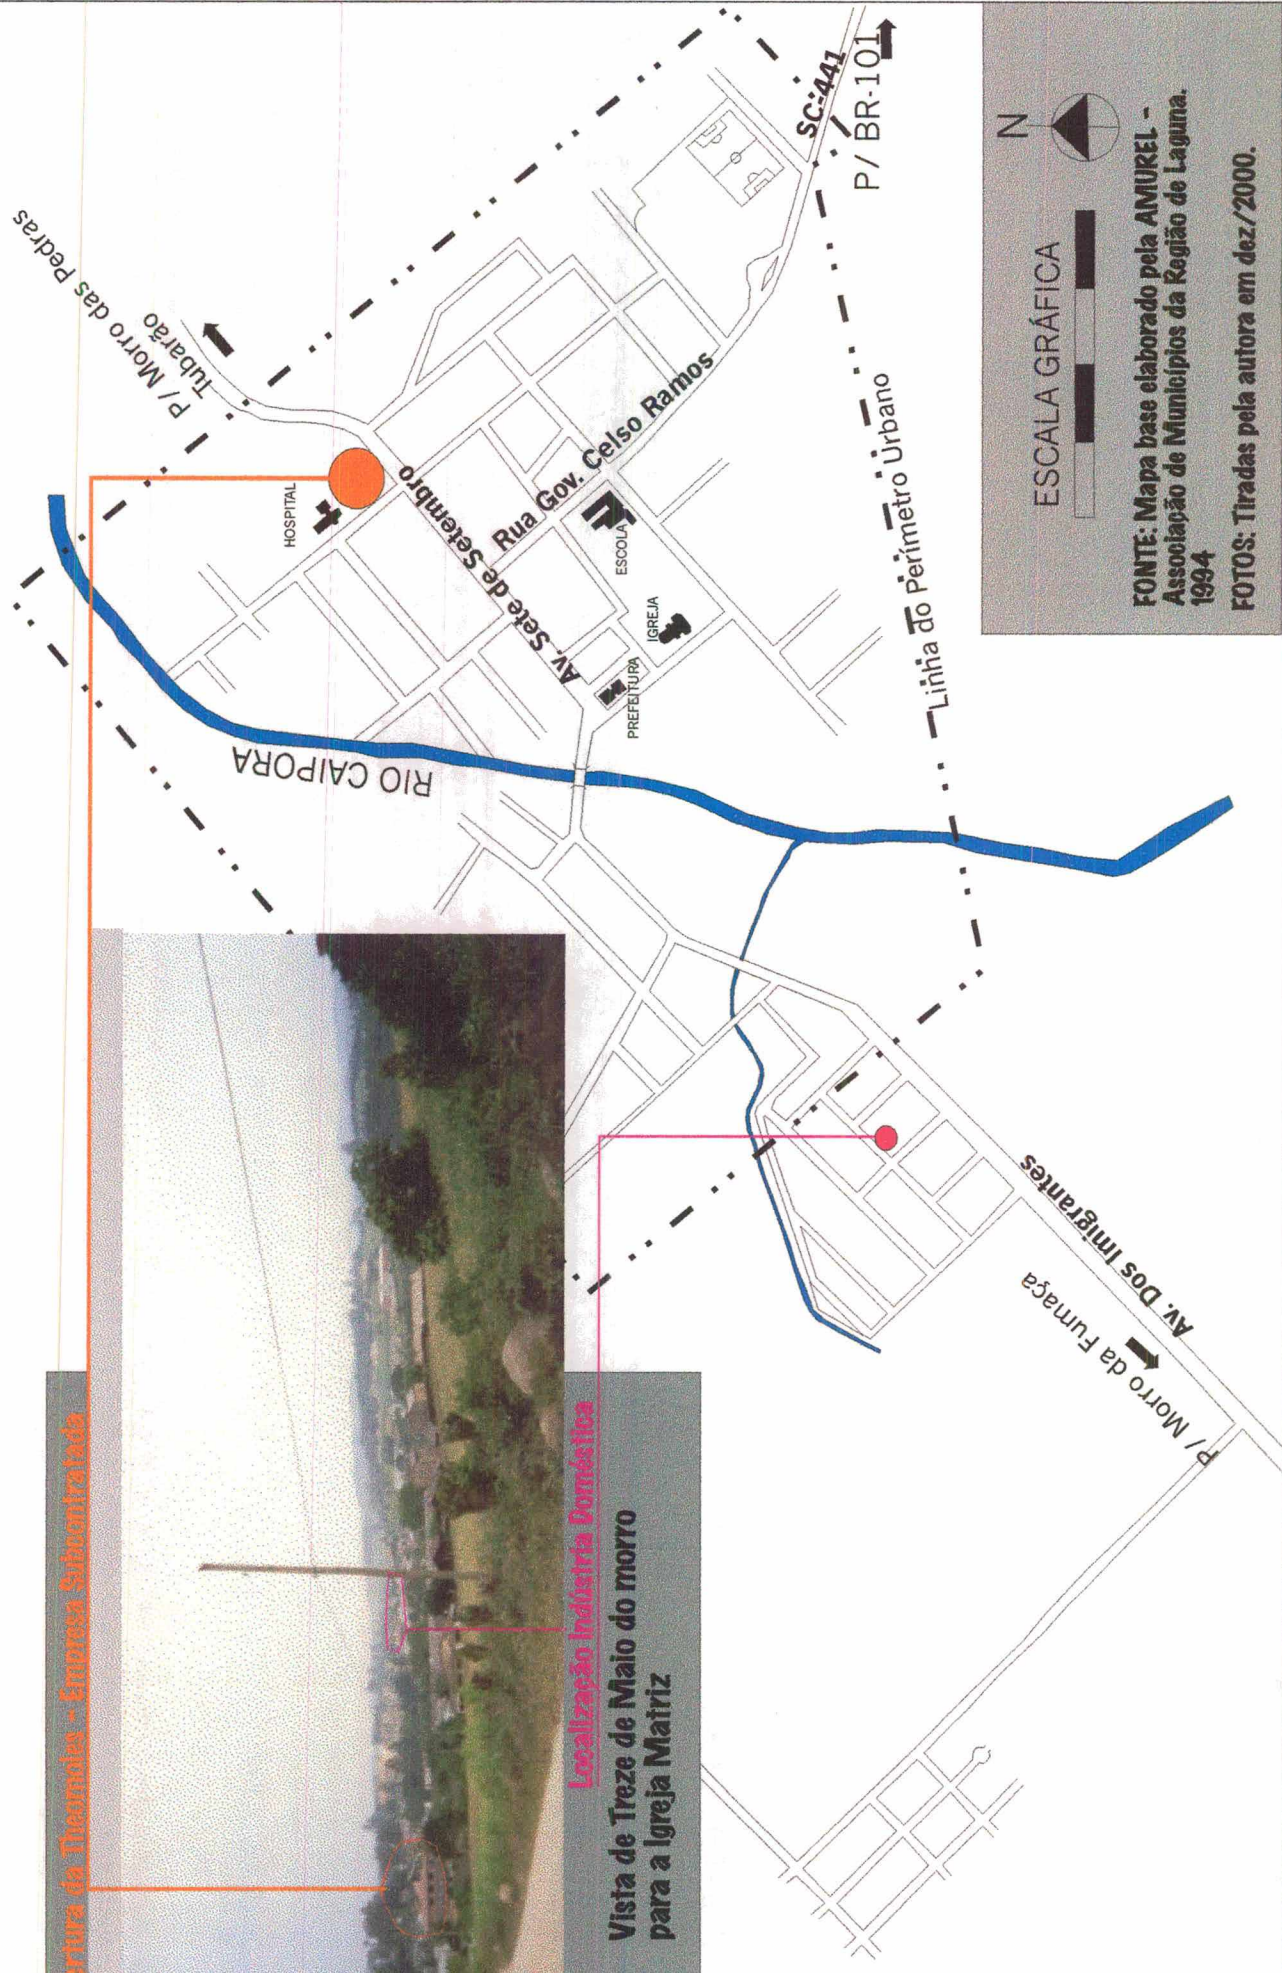 ertura da Theomoles - Empresa Subcontratada
Localização Indústria Doméstica
Vista de Treze de Maio do morro
para a Igreja Matriz
P/ Morro das Pedras
Tubarão
HOSPITAL
RIO CAIPORA
Av. Sete de Setembro
Rua Gov. Celso Ramos
ESCOLA
IGREJA
PREFEITURA
SC-441
P/ BR-101
Linha do Perímetro Urbano
Av. Dos Imigrantes
P/ Morro da Fumaça
N
ESCALA GRÁFICA
FONTE: Mapa base elaborado pela AMUREL -
Associação de Municípios da Região de Laguna.
1994
FOTOS: Tiradas pela autora em dez/2000.